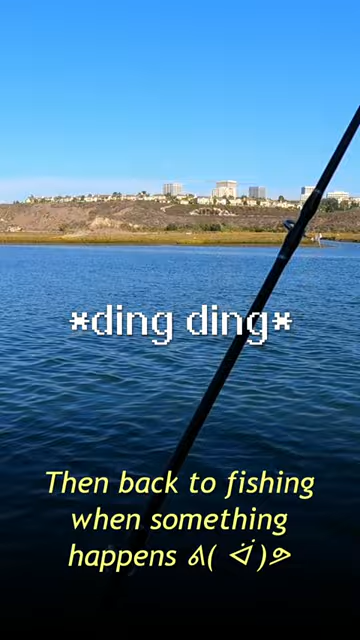 *ding ding*
Then back to fishing
when something
happens ᕕ( ᐛ )ᕗ